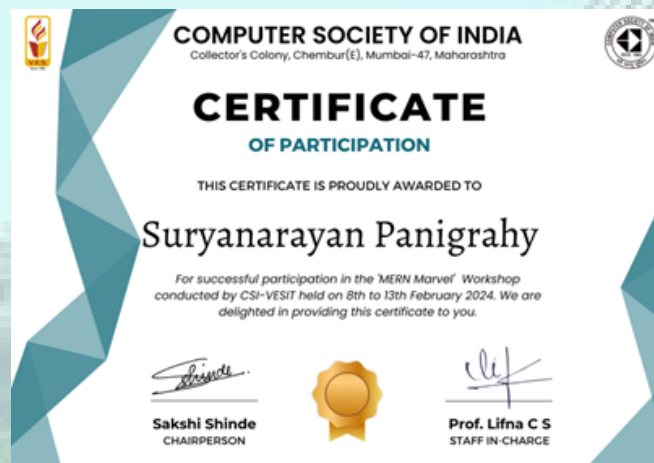 COMPUTER SOCIETY OF INDIA
Collector's Colony, Chembur(E), Mumbai-47, Maharashtra
V.E.S.
CERTIFICATE
OF PARTICIPATION
THIS CERTIFICATE IS PROUDLY AWARDED TO
Suryanarayan Panigrahy
For successful participation in the 'MERN Marvel' Workshop
conducted by CSI-VESIT held on 8th to 13th February 2024. We are
delighted in providing this certificate to you.
Shinde
Sakshi Shinde
CHAIRPERSON
Prof. Lifna C S
STAFF IN-CHARGE